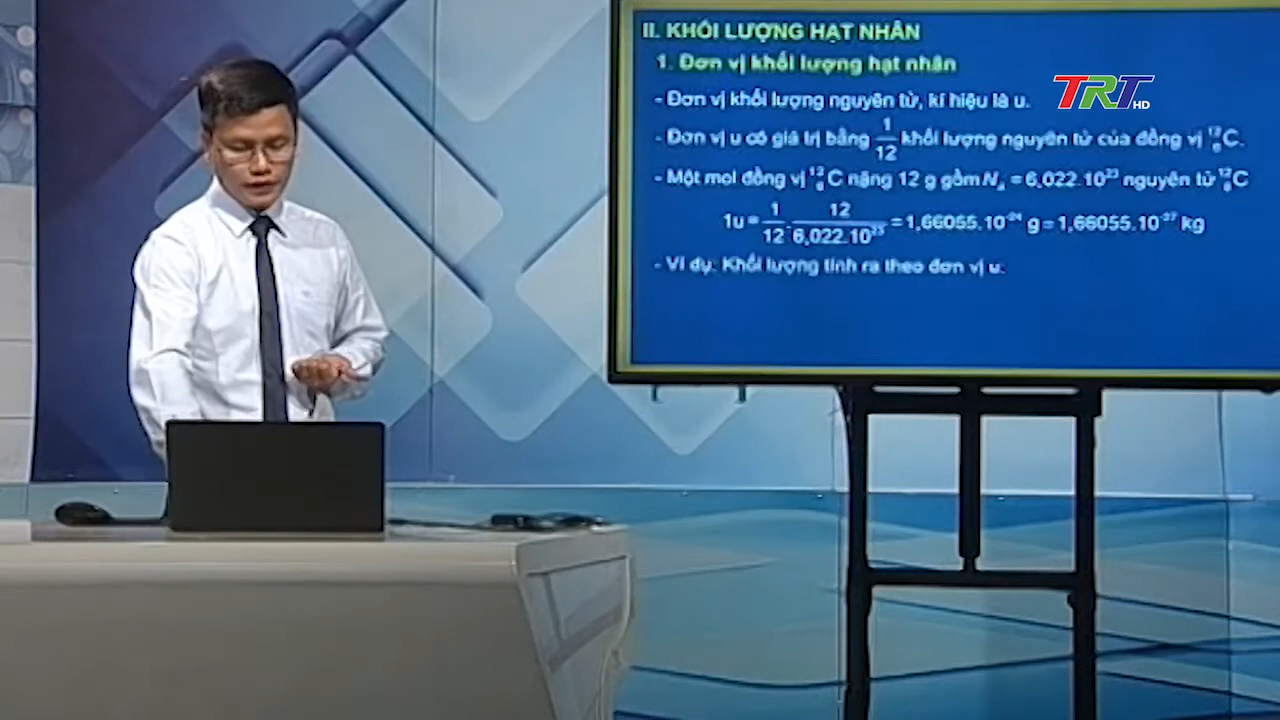 II. KHỐI LƯỢNG HẠT NHÂN
1. Đơn vị khối lượng hạt nhân
- Đơn vị khối lượng nguyên tử, kí hiệu là u.
- Đơn vị u có giá trị bằng 1/12 khối lượng nguyên tử của đồng vị ¹²₆C.
- Một mol đồng vị ¹²₆C nặng 12 g gồm N_A = 6,022.10²³ nguyên tử ¹²₆C
1u = 1/12 . 12/6,022.10²³ = 1,66055.10⁻²⁴ g = 1,66055.10⁻²⁷ kg
- Ví dụ: Khối lượng tính ra theo đơn vị u.
TRT HD